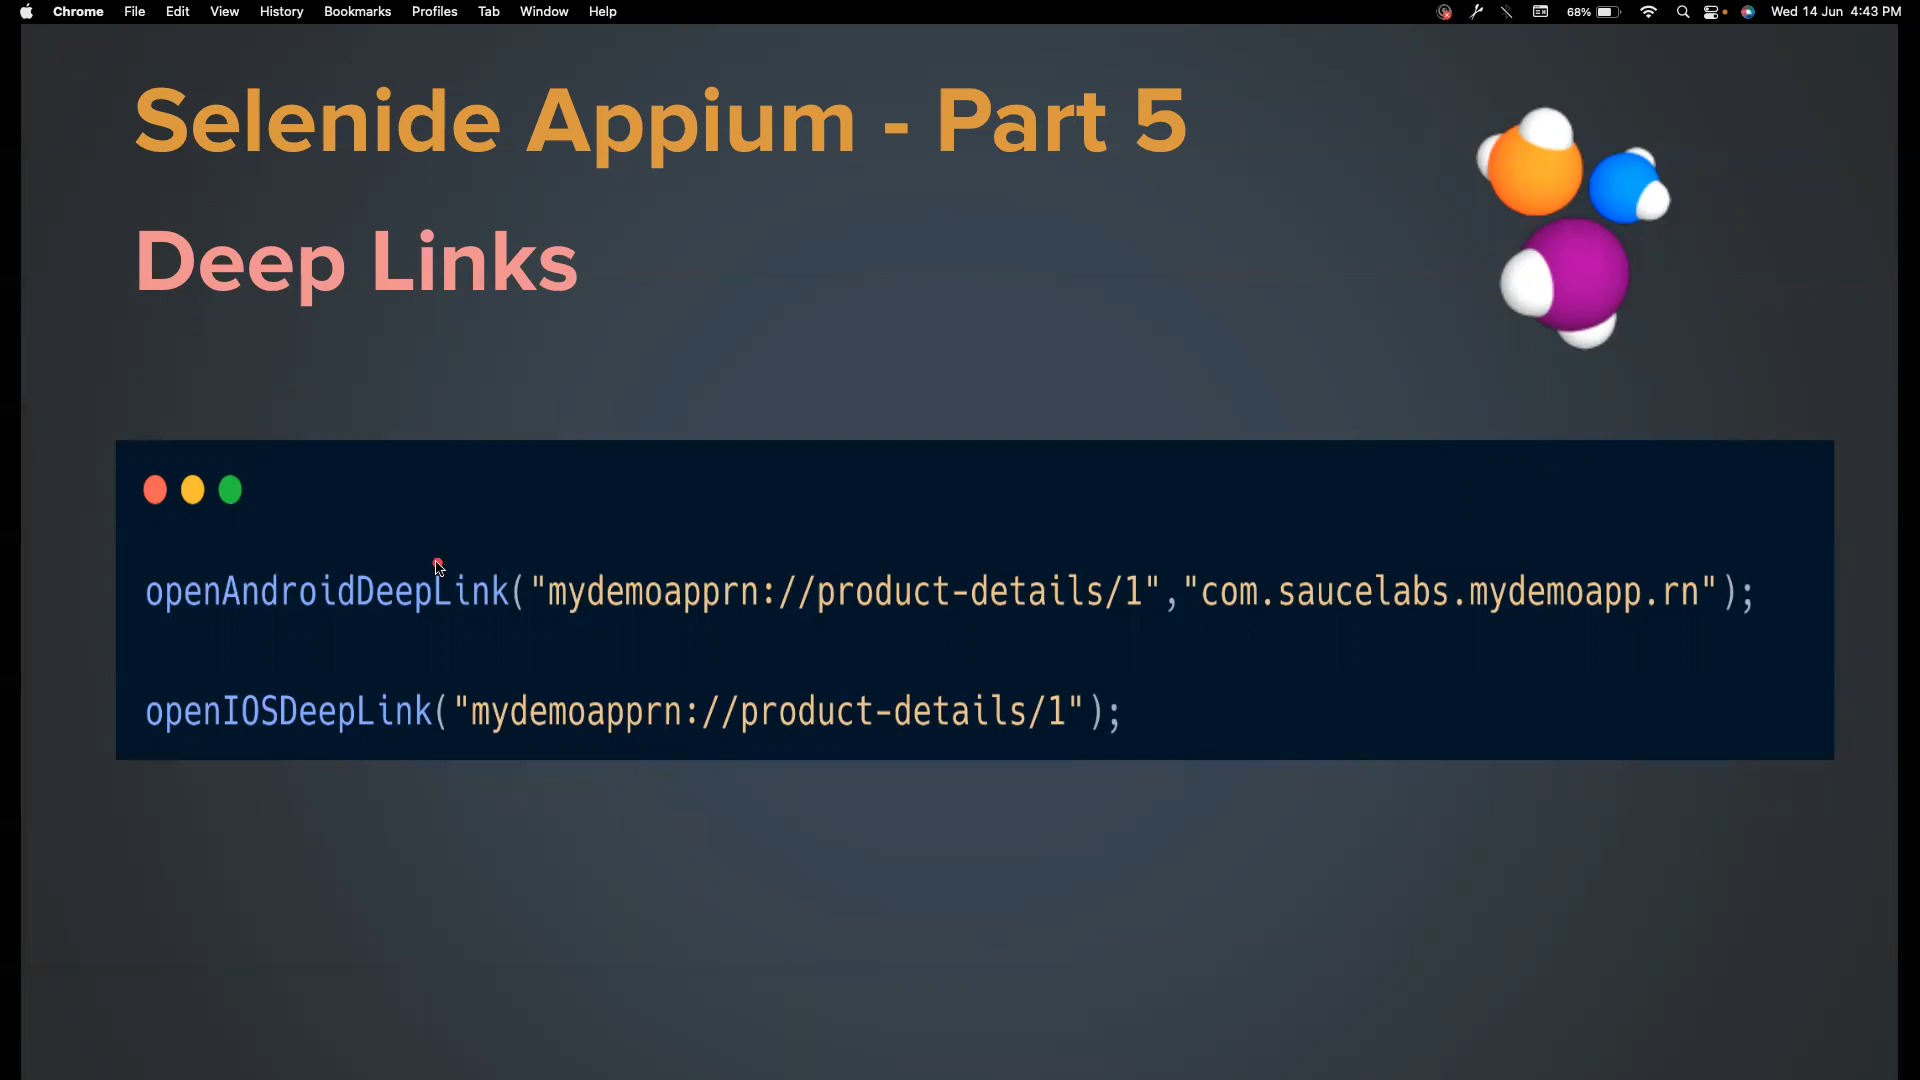 Chrome File Edit View History Bookmarks Profiles Tab Window Help 68% Wed 14 Jun 4:43 PM
Selenide Appium - Part 5
Deep Links
openAndroidDeepLink("mydemoapprn://product-details/1","com.saucelabs.mydemoapp.rn");
openIOSDeepLink("mydemoapprn://product-details/1");